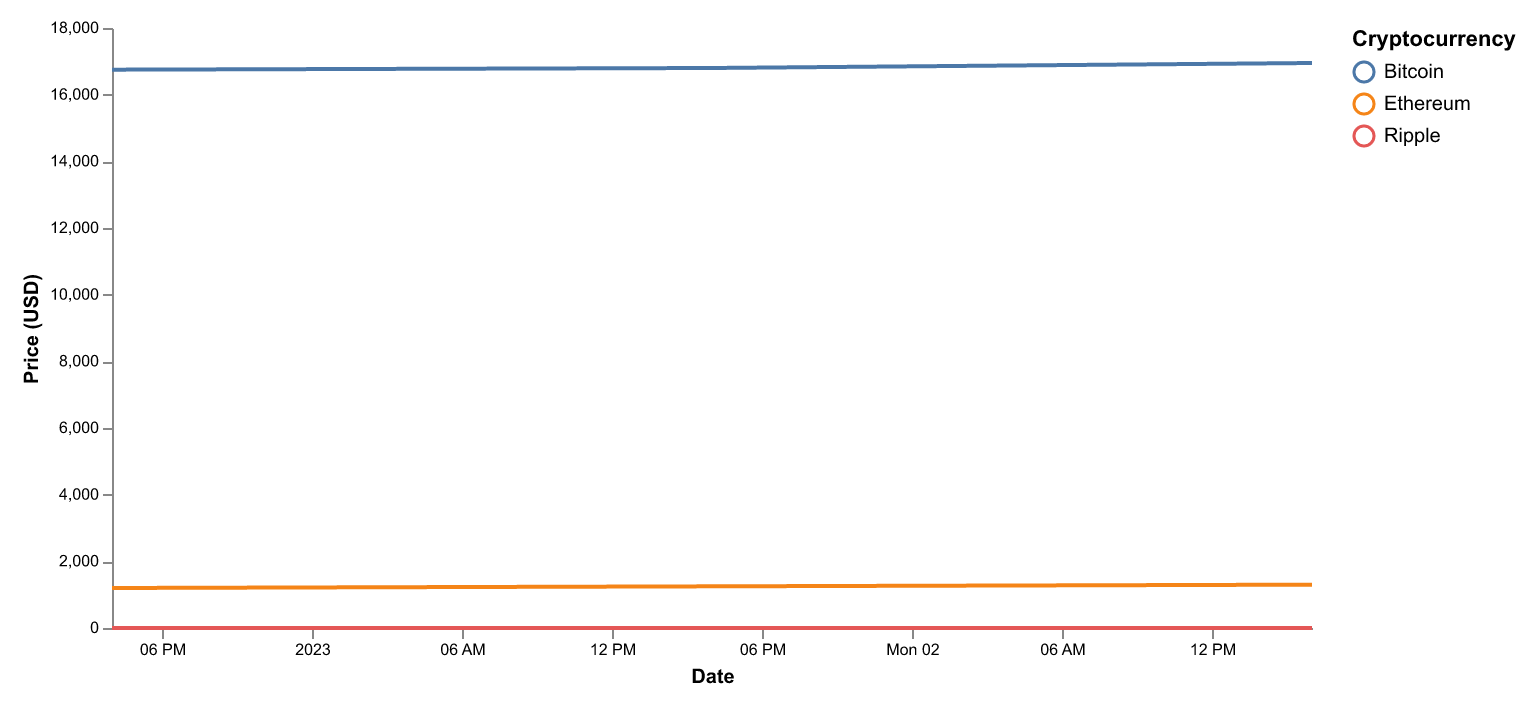 18,000
16,000
14,000
12,000
10,000
8,000
6,000
4,000
2,000
0
Price (USD)
06 PM
2023
06 AM
12 PM
06 PM
Mon 02
06 AM
12 PM
Date
Cryptocurrency
Bitcoin
Ethereum
Ripple